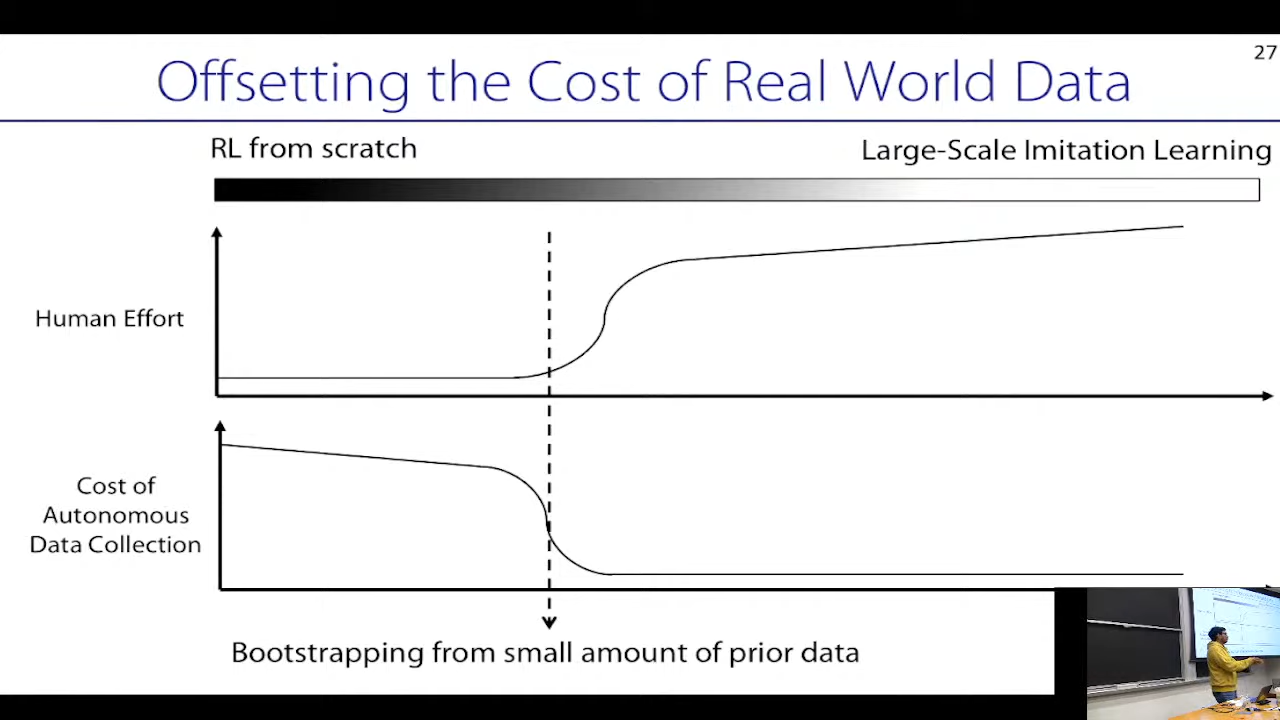 27
Offsetting the Cost of Real World Data
RL from scratch
Large-Scale Imitation Learning
Human Effort
Cost of
Autonomous
Data Collection
Bootstrapping from small amount of prior data